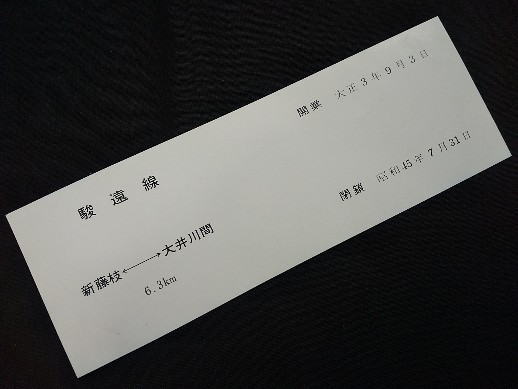 駿遠線
新藤枝←→大井川間
6.3km
開業 大正3年9月3日
閉鎖 昭和45年7月31日